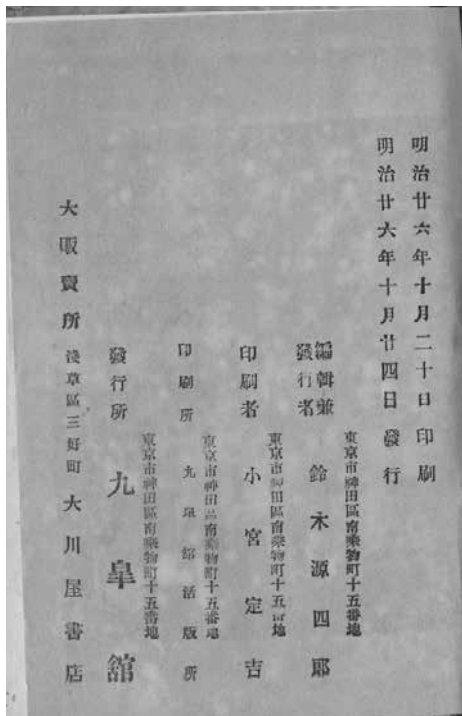 明治廿六年十月二十日印刷
明治廿六年十月廿四日發行
東京市神田區南乘物町十五番地
編輯兼發行者 鈴木源四郎
東京市神田區南乘物町十五番地
印刷者 小宮定吉
東京市神田區南乘物町十五番地
印刷所 九皐館活版所
東京市神田區南乘物町十五番地
發行所 九皐舘
大販賣所 淺草區三好町 大川屋書店